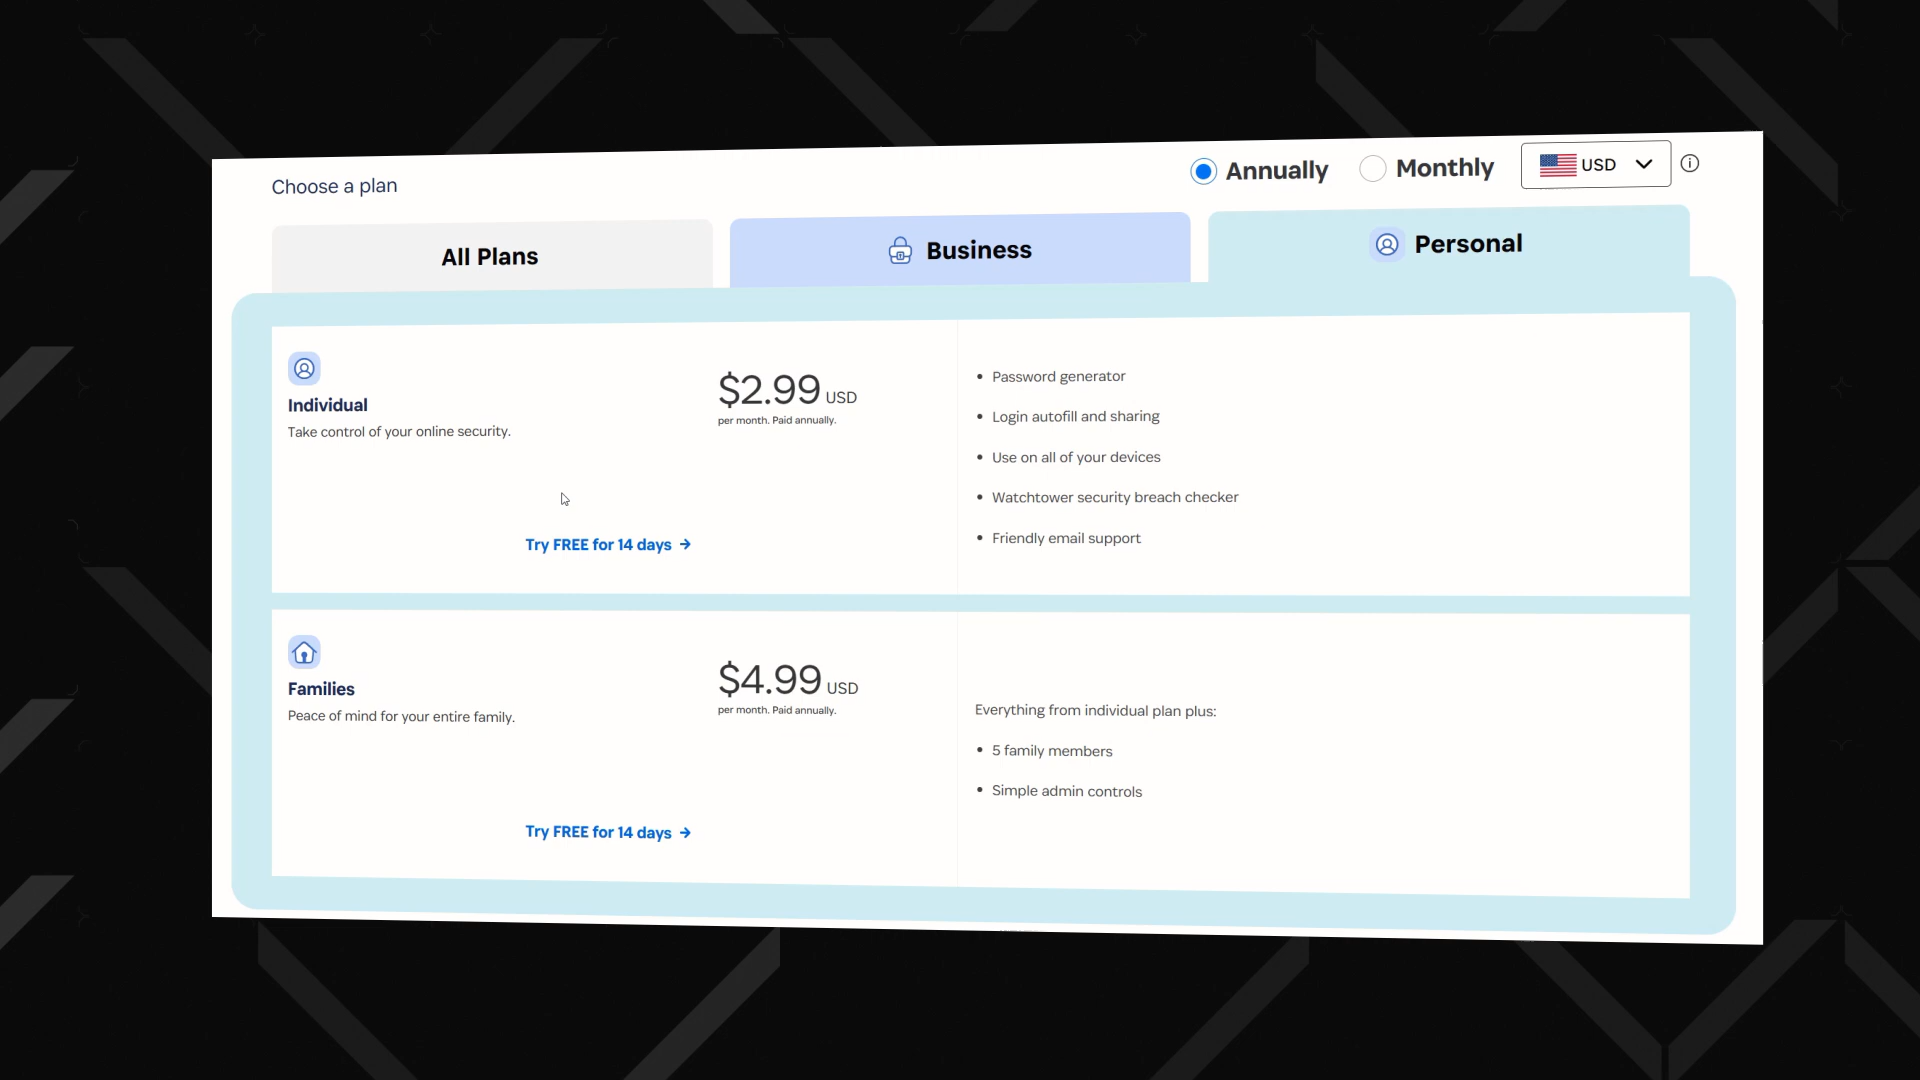 Choose a plan
Annually
Monthly
USD
All Plans
Business
Personal
Individual
Take control of your online security.
$2.99 USD
per month. Paid annually.
Try FREE for 14 days →
• Password generator
• Login autofill and sharing
• Use on all of your devices
• Watchtower security breach checker
• Friendly email support
Families
Peace of mind for your entire family.
$4.99 USD
per month. Paid annually.
Try FREE for 14 days →
Everything from individual plan plus:
• 5 family members
• Simple admin controls